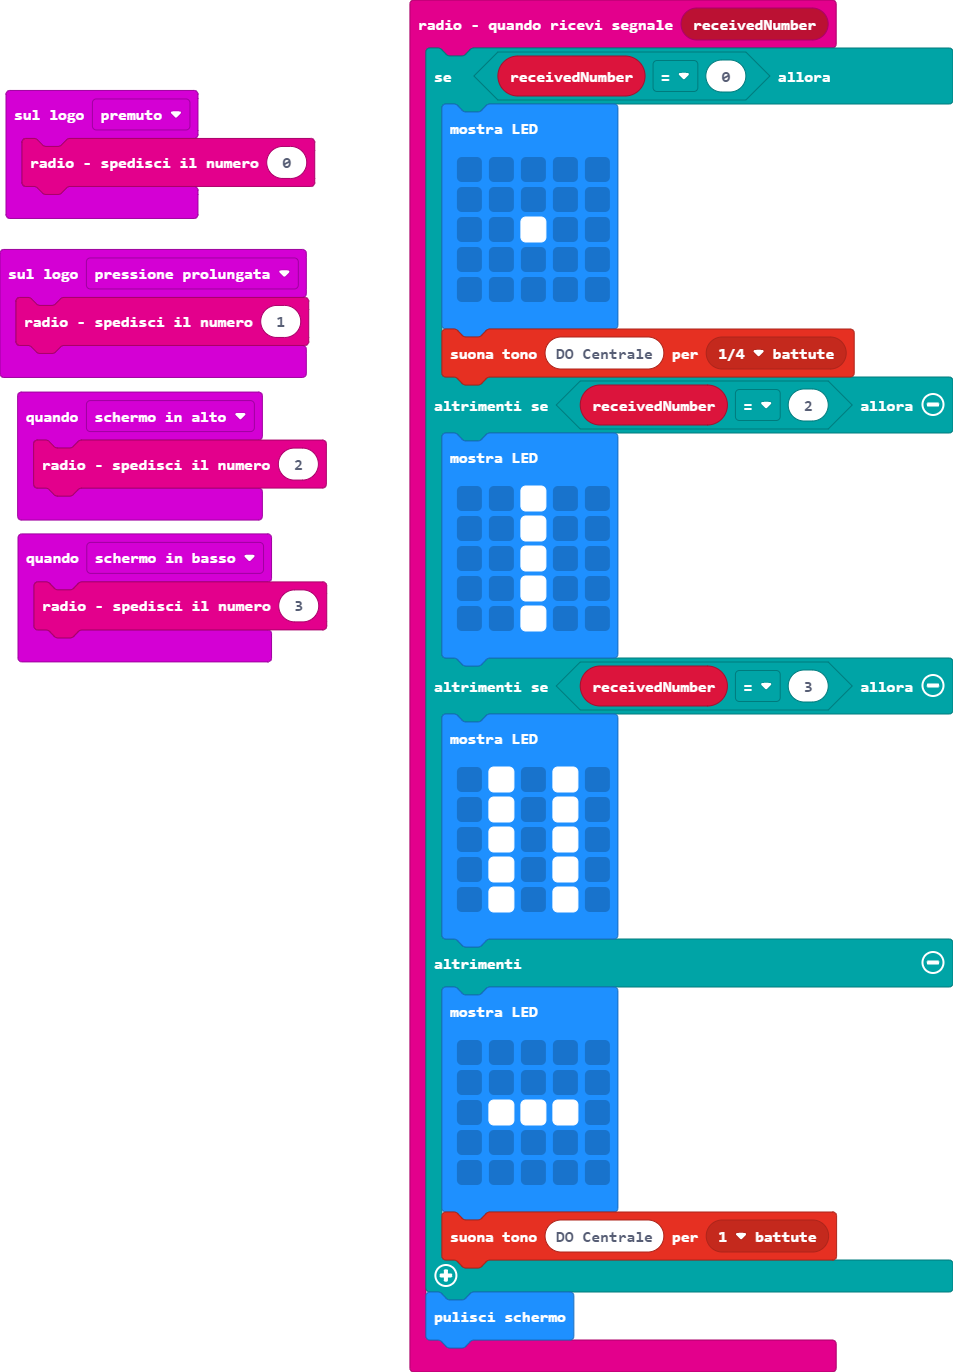 sul logo premuto
radio - spedisci il numero 0
sul logo pressione prolungata
radio - spedisci il numero 1
quando schermo in alto
radio - spedisci il numero 2
quando schermo in basso
radio - spedisci il numero 3
radio - quando ricevi segnale receivedNumber
se receivedNumber = 0 allora
mostra LED
suona tono DO Centrale per 1/4 battute
altrimenti se receivedNumber = 2 allora
mostra LED
altrimenti se receivedNumber = 3 allora
mostra LED
altrimenti
mostra LED
suona tono DO Centrale per 1 battute
pulisci schermo